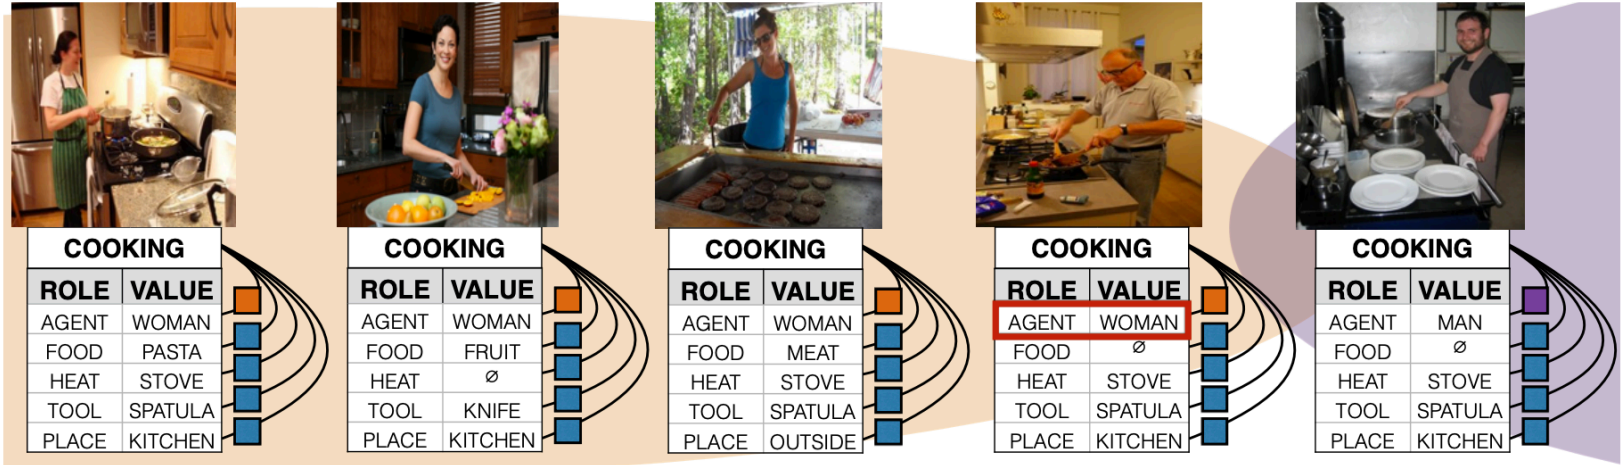 COOKING
ROLE VALUE
AGENT WOMAN
FOOD PASTA
HEAT STOVE
TOOL SPATULA
PLACE KITCHEN
COOKING
ROLE VALUE
AGENT WOMAN
FOOD FRUIT
HEAT ∅
TOOL KNIFE
PLACE KITCHEN
COOKING
ROLE VALUE
AGENT WOMAN
FOOD MEAT
HEAT STOVE
TOOL SPATULA
PLACE OUTSIDE
COOKING
ROLE VALUE
AGENT WOMAN
FOOD ∅
HEAT STOVE
TOOL SPATULA
PLACE KITCHEN
COOKING
ROLE VALUE
AGENT MAN
FOOD ∅
HEAT STOVE
TOOL SPATULA
PLACE KITCHEN